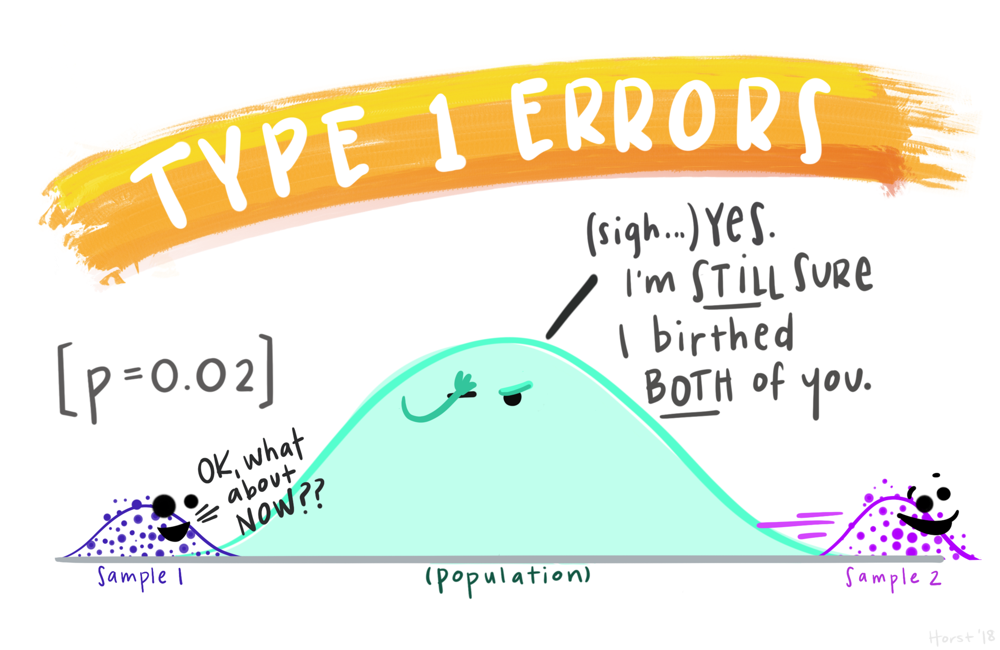 TYPE 1 ERRORS
(sigh...) Yes.
I'm STILL SURE
I birthed
BOTH of you.
[p=0.02]
OK, what
about
NOW??
Sample 1
(population)
Sample 2
Horst '18